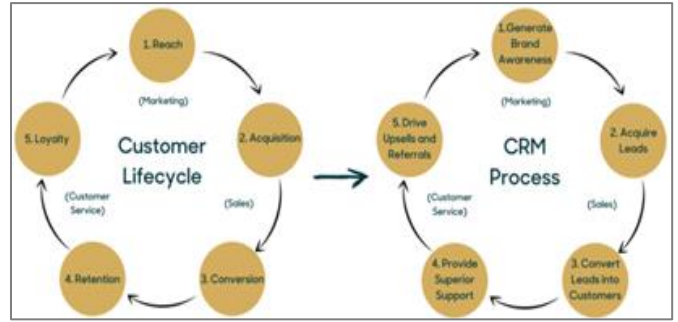 1. Reach
(Marketing)
2. Acquisition
(Sales)
3. Conversion
4. Retention
(Customer
Service)
5. Loyalty
Customer
Lifecycle
1.Generate
Brand
Awareness
(Marketing)
2. Acquire
Leads
(Sales)
3. Convert
Leads into
Customers
4. Provide
Superior
Support
(Customer
Service)
5. Drive
Upsells and
Referrals
CRM
Process